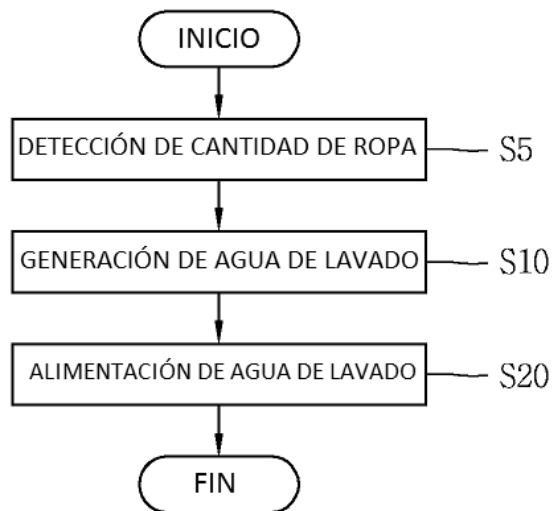 INICIO
DETECCIÓN DE CANTIDAD DE ROPA S5
GENERACIÓN DE AGUA DE LAVADO S10
ALIMENTACIÓN DE AGUA DE LAVADO S20
FIN